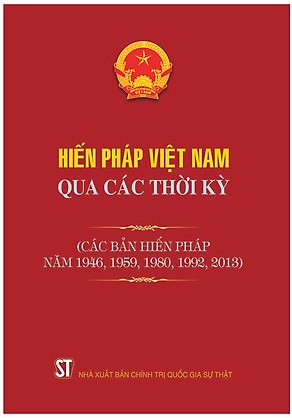 HIẾN PHÁP VIỆT NAM
QUA CÁC THỜI KỲ
(CÁC BẢN HIẾN PHÁP
NĂM 1946, 1959, 1980, 1992, 2013)
ST
NHÀ XUẤT BẢN CHÍNH TRỊ QUỐC GIA SỰ THẬT